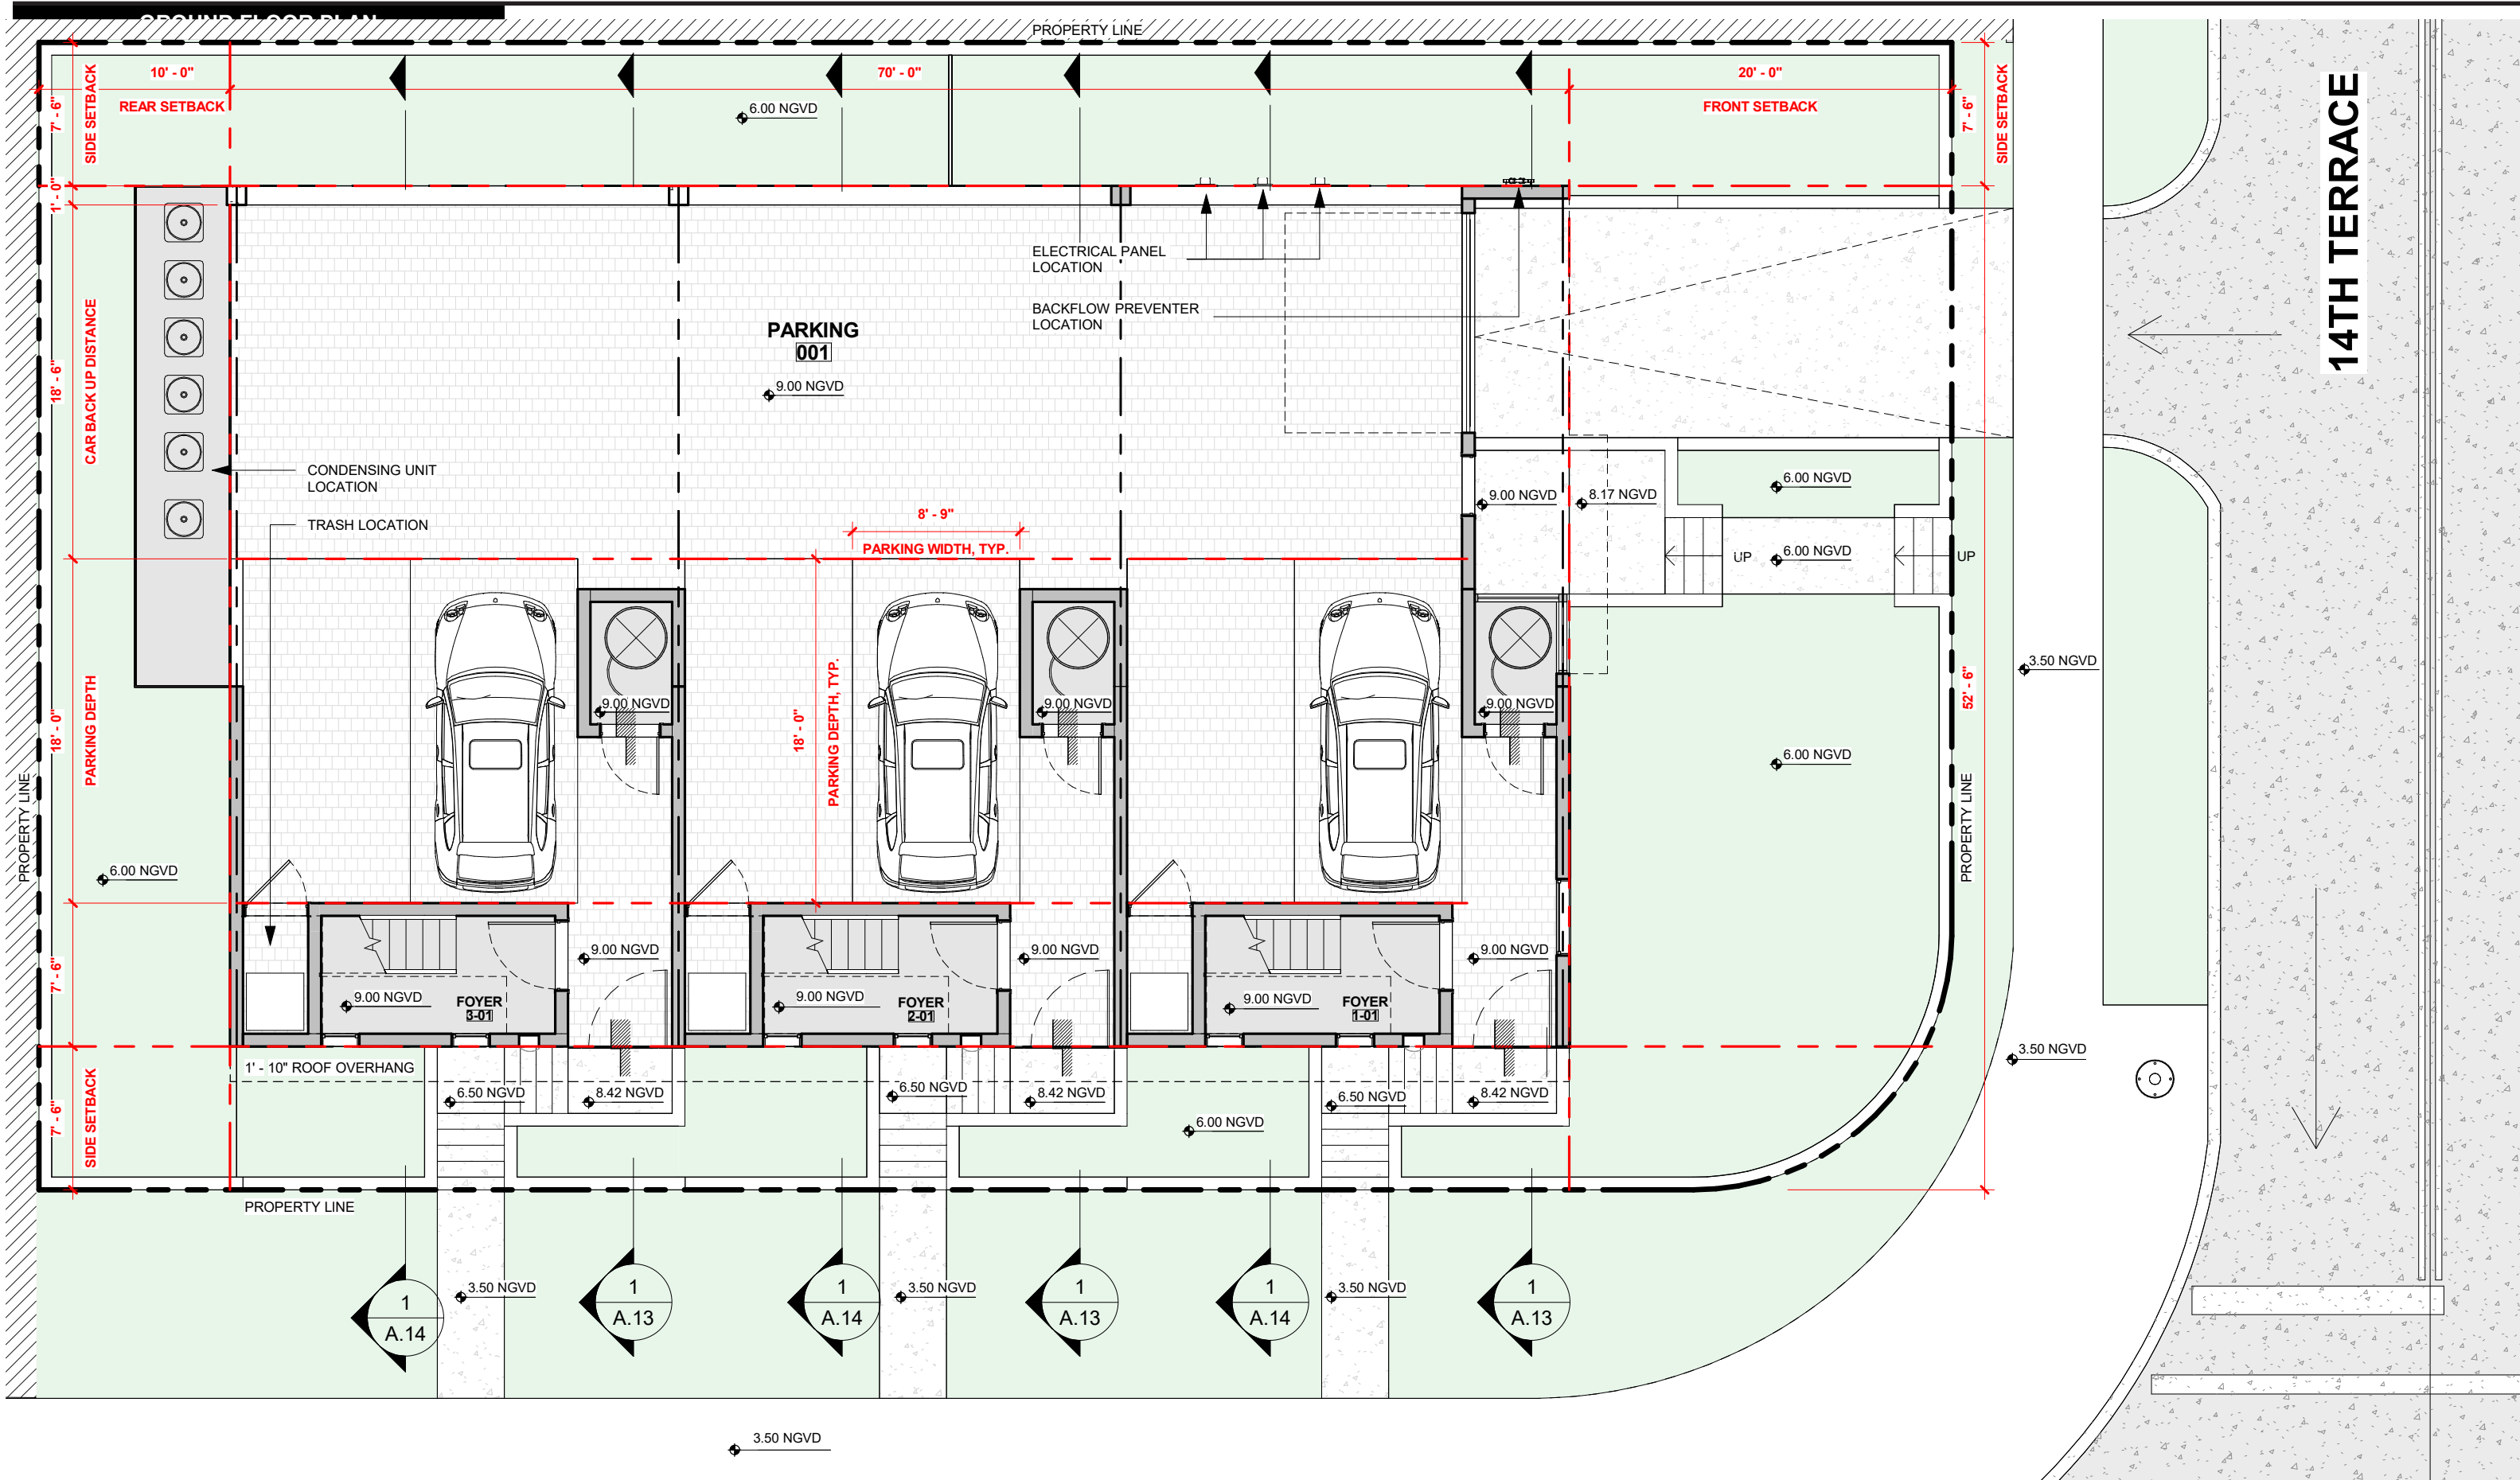 GROUND FLOOR PLAN
PROPERTY LINE
10' - 0"
70' - 0"
20' - 0"
REAR SETBACK
FRONT SETBACK
7' - 6"
SIDE SETBACK
7' - 6"
SIDE SETBACK
6.00 NGVD
14TH TERRACE
1' - 0"
ELECTRICAL PANEL
LOCATION
BACKFLOW PREVENTER
LOCATION
PARKING
001
9.00 NGVD
18' - 6"
CAR BACK UP DISTANCE
CONDENSING UNIT
LOCATION
TRASH LOCATION
8' - 9"
PARKING WIDTH, TYP.
9.00 NGVD
8.17 NGVD
6.00 NGVD
UP
6.00 NGVD
UP
18' - 0"
PARKING DEPTH
18' - 0"
PARKING DEPTH, TYP.
9.00 NGVD
9.00 NGVD
9.00 NGVD
3.50 NGVD
52' - 6"
6.00 NGVD
PROPERTY LINE
PROPERTY LINE
6.00 NGVD
7' - 6"
9.00 NGVD
9.00 NGVD
9.00 NGVD
9.00 NGVD
FOYER
3-01
9.00 NGVD
FOYER
2-01
9.00 NGVD
FOYER
1-01
3.50 NGVD
1' - 10" ROOF OVERHANG
7' - 6"
SIDE SETBACK
6.50 NGVD
8.42 NGVD
6.50 NGVD
8.42 NGVD
6.50 NGVD
8.42 NGVD
6.00 NGVD
PROPERTY LINE
1
A.14
3.50 NGVD
1
A.13
1
A.14
3.50 NGVD
1
A.13
1
A.14
3.50 NGVD
1
A.13
3.50 NGVD